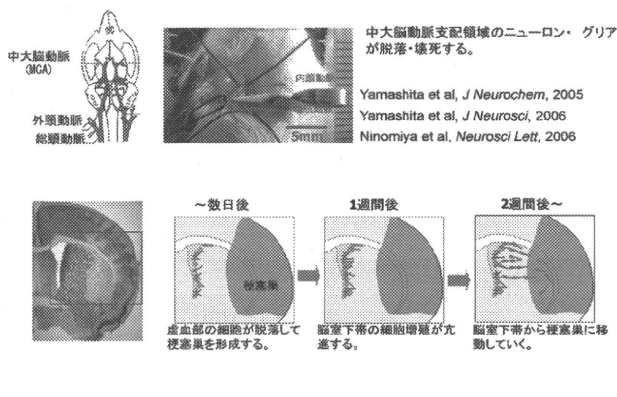 中大脳動脈
(MCA)
外頸動脈
総頸動脈
内頸動脈
5mm
中大脳動脈支配領域のニューロン・グリア
が脱落・壊死する。
Yamashita et al, J Neurochem, 2005
Yamashita et al, J Neurosci, 2006
Ninomiya et al, Neurosci Lett, 2006
～数日後
1週間後
2週間後～
梗塞巣
虚血部の細胞が脱落して
梗塞巣を形成する。
脳室下帯の細胞増殖が亢
進する。
脳室下帯から梗塞巣に移
動していく。